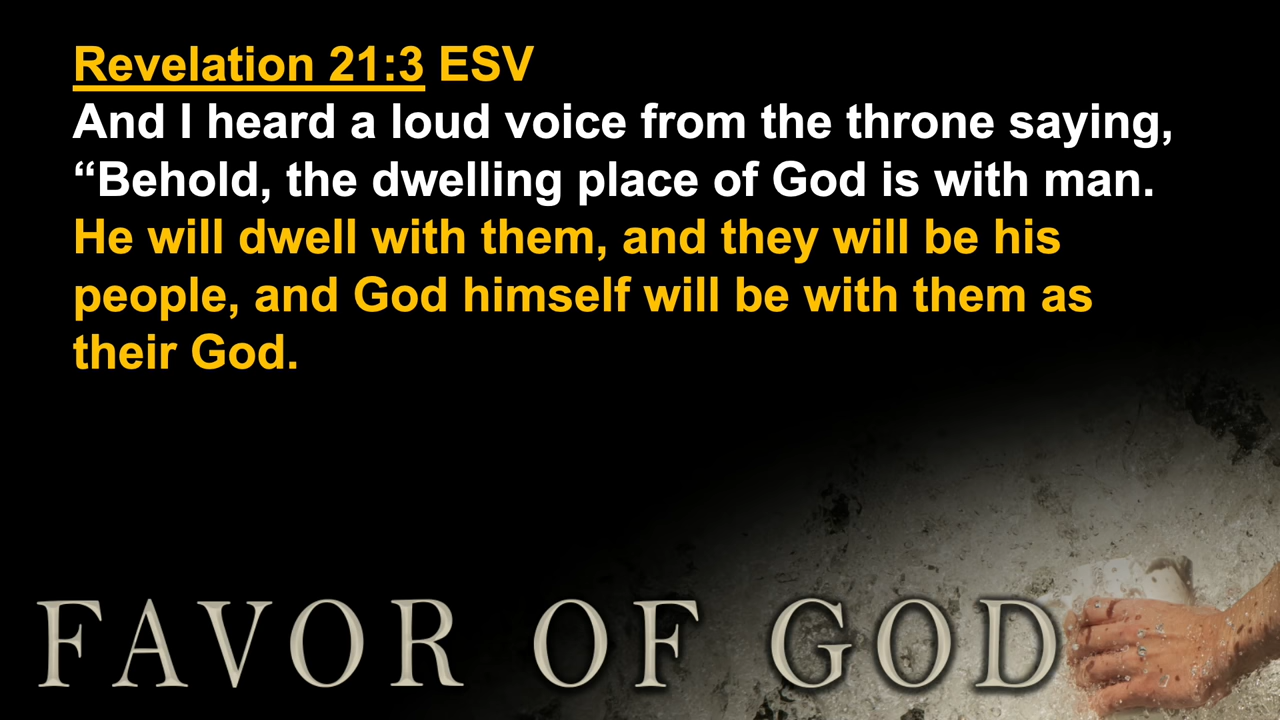 Revelation 21:3 ESV
And I heard a loud voice from the throne saying,
“Behold, the dwelling place of God is with man.
He will dwell with them, and they will be his
people, and God himself will be with them as
their God.
FAVOR OF GOD